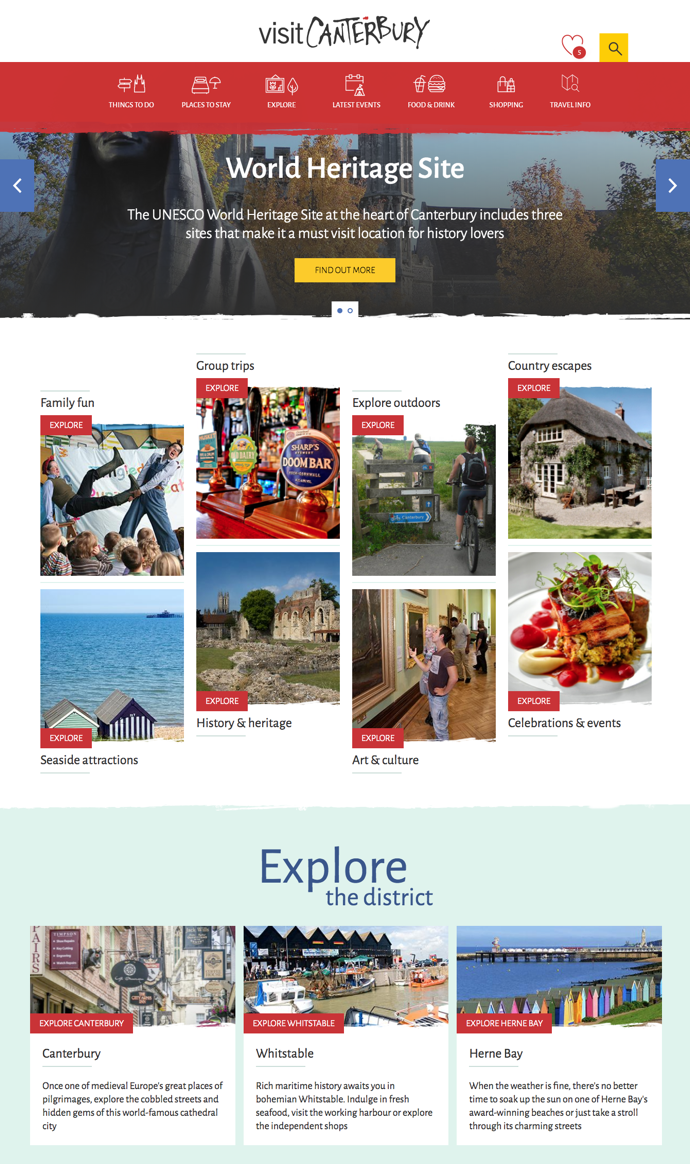 visit CANTERBURY
5
THINGS TO DO
PLACES TO STAY
EXPLORE
LATEST EVENTS
FOOD & DRINK
SHOPPING
TRAVEL INFO
World Heritage Site
The UNESCO World Heritage Site at the heart of Canterbury includes three
sites that make it a must visit location for history lovers
FIND OUT MORE
Family fun
EXPLORE
Group trips
EXPLORE
SHARP'S
DOOM BAR
Explore outdoors
EXPLORE
Country escapes
EXPLORE
EXPLORE
Seaside attractions
EXPLORE
History & heritage
EXPLORE
Art & culture
EXPLORE
Celebrations & events
Explore
the district
PAIRS
EXPLORE CANTERBURY
Canterbury
Once one of medieval Europe's great places of
pilgrimages, explore the cobbled streets and
hidden gems of this world-famous cathedral
city
EXPLORE WHITSTABLE
Whitstable
Rich maritime history awaits you in
bohemian Whitstable. Indulge in fresh
seafood, visit the working harbour or explore
the independent shops
EXPLORE HERNE BAY
Herne Bay
When the weather is fine, there's no better
time to soak up the sun on one of Herne Bay's
award-winning beaches or just take a stroll
through its charming streets